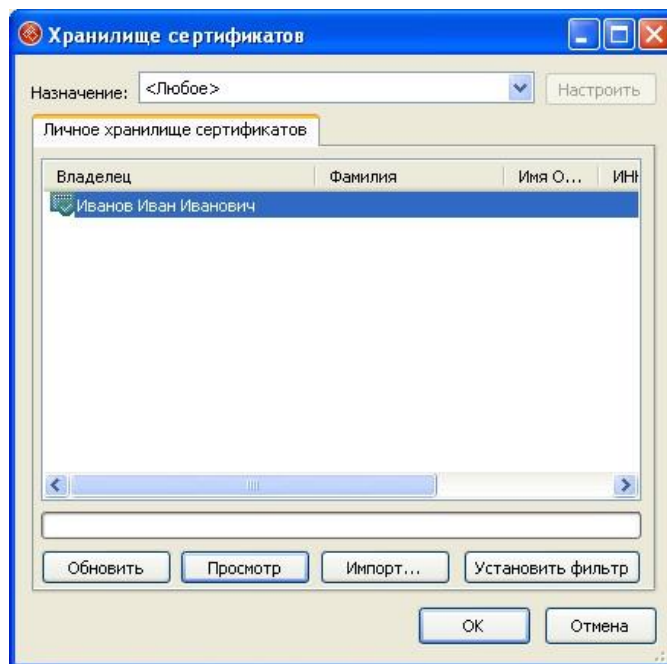 Хранилище сертификатов
Назначение: <Любое> Настроить
Личное хранилище сертификатов
Владелец Фамилия Имя О... ИНН
Иванов Иван Иванович
Обновить Просмотр Импорт... Установить фильтр
ОК Отмена